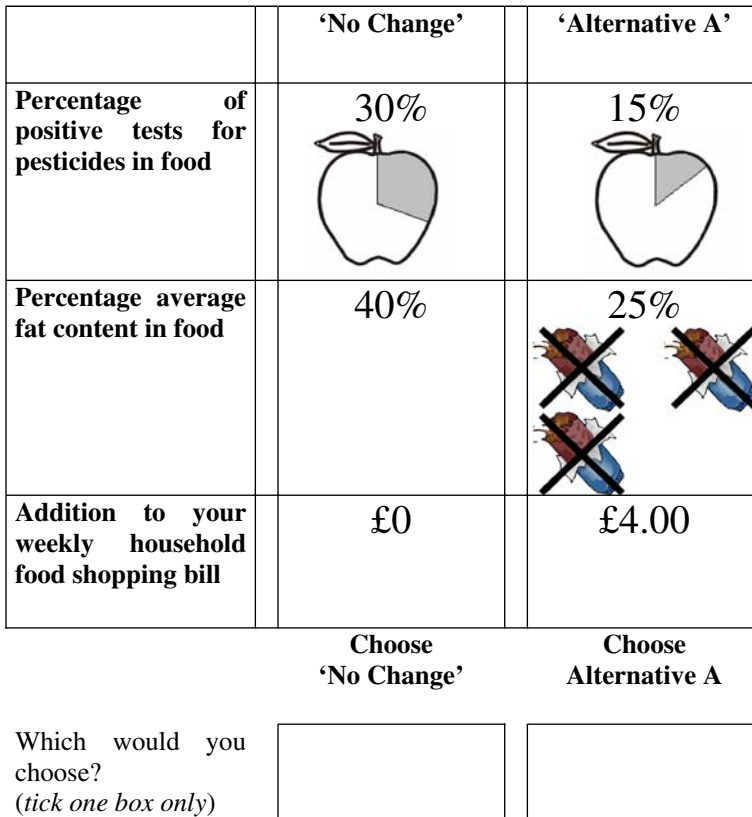 ‘No Change’ ‘Alternative A’
Percentage of
positive tests for
pesticides in food
30% 15%
Percentage average
fat content in food
40% 25%
Addition to your
weekly household
food shopping bill
£0 £4.00
Choose
‘No Change’
Choose
Alternative A
Which would you
choose?
(tick one box only)